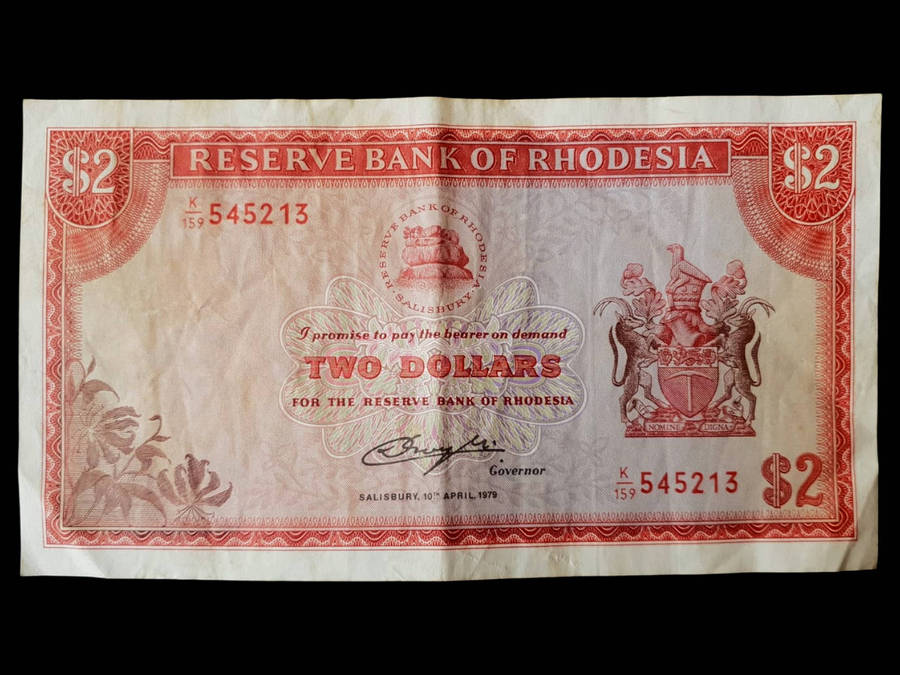 $2 RESERVE BANK OF RHODESIA $2
K/159 545213
RESERVE BANK OF RHODESIA.
SALISBURY.
I promise to pay the bearer on demand
TWO DOLLARS
FOR THE RESERVE BANK OF RHODESIA
Governor
SALISBURY, 10TH APRIL, 1979
NOMINE DIGNA
K/159 545213 $2